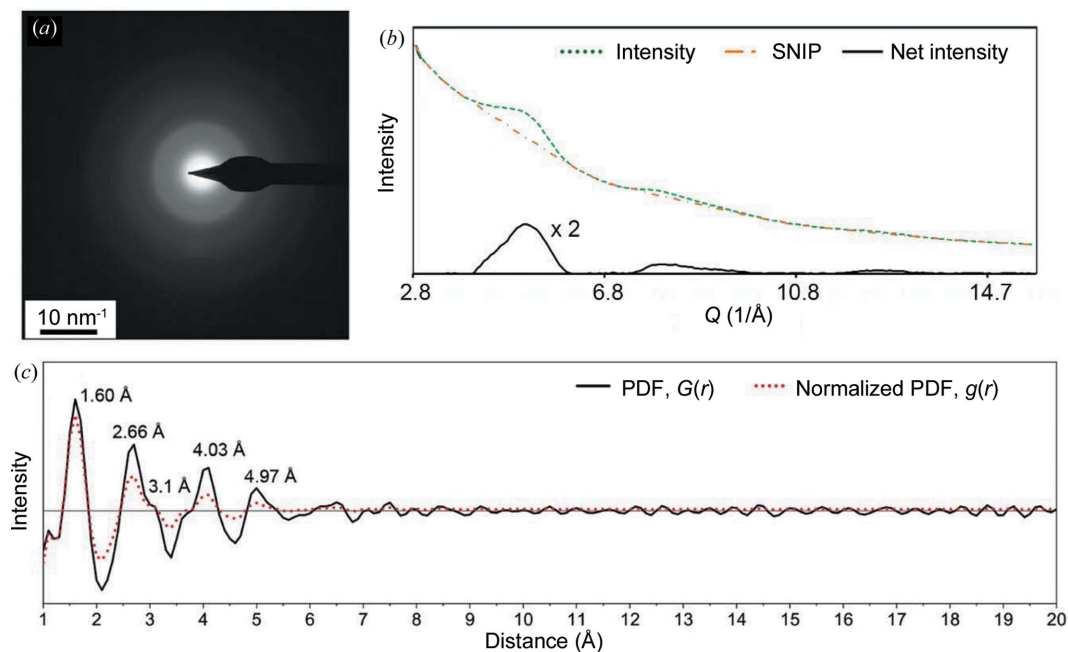 (a)
10 nm⁻¹
(b)
Intensity SNIP Net intensity
Intensity
x 2
2.8 6.8 10.8 14.7
Q (1/Å)
(c)
PDF, G(r) Normalized PDF, g(r)
1.60 Å
2.66 Å
3.1 Å
4.03 Å
4.97 Å
Intensity
1 2 3 4 5 6 7 8 9 10 11 12 13 14 15 16 17 18 19 20
Distance (Å)